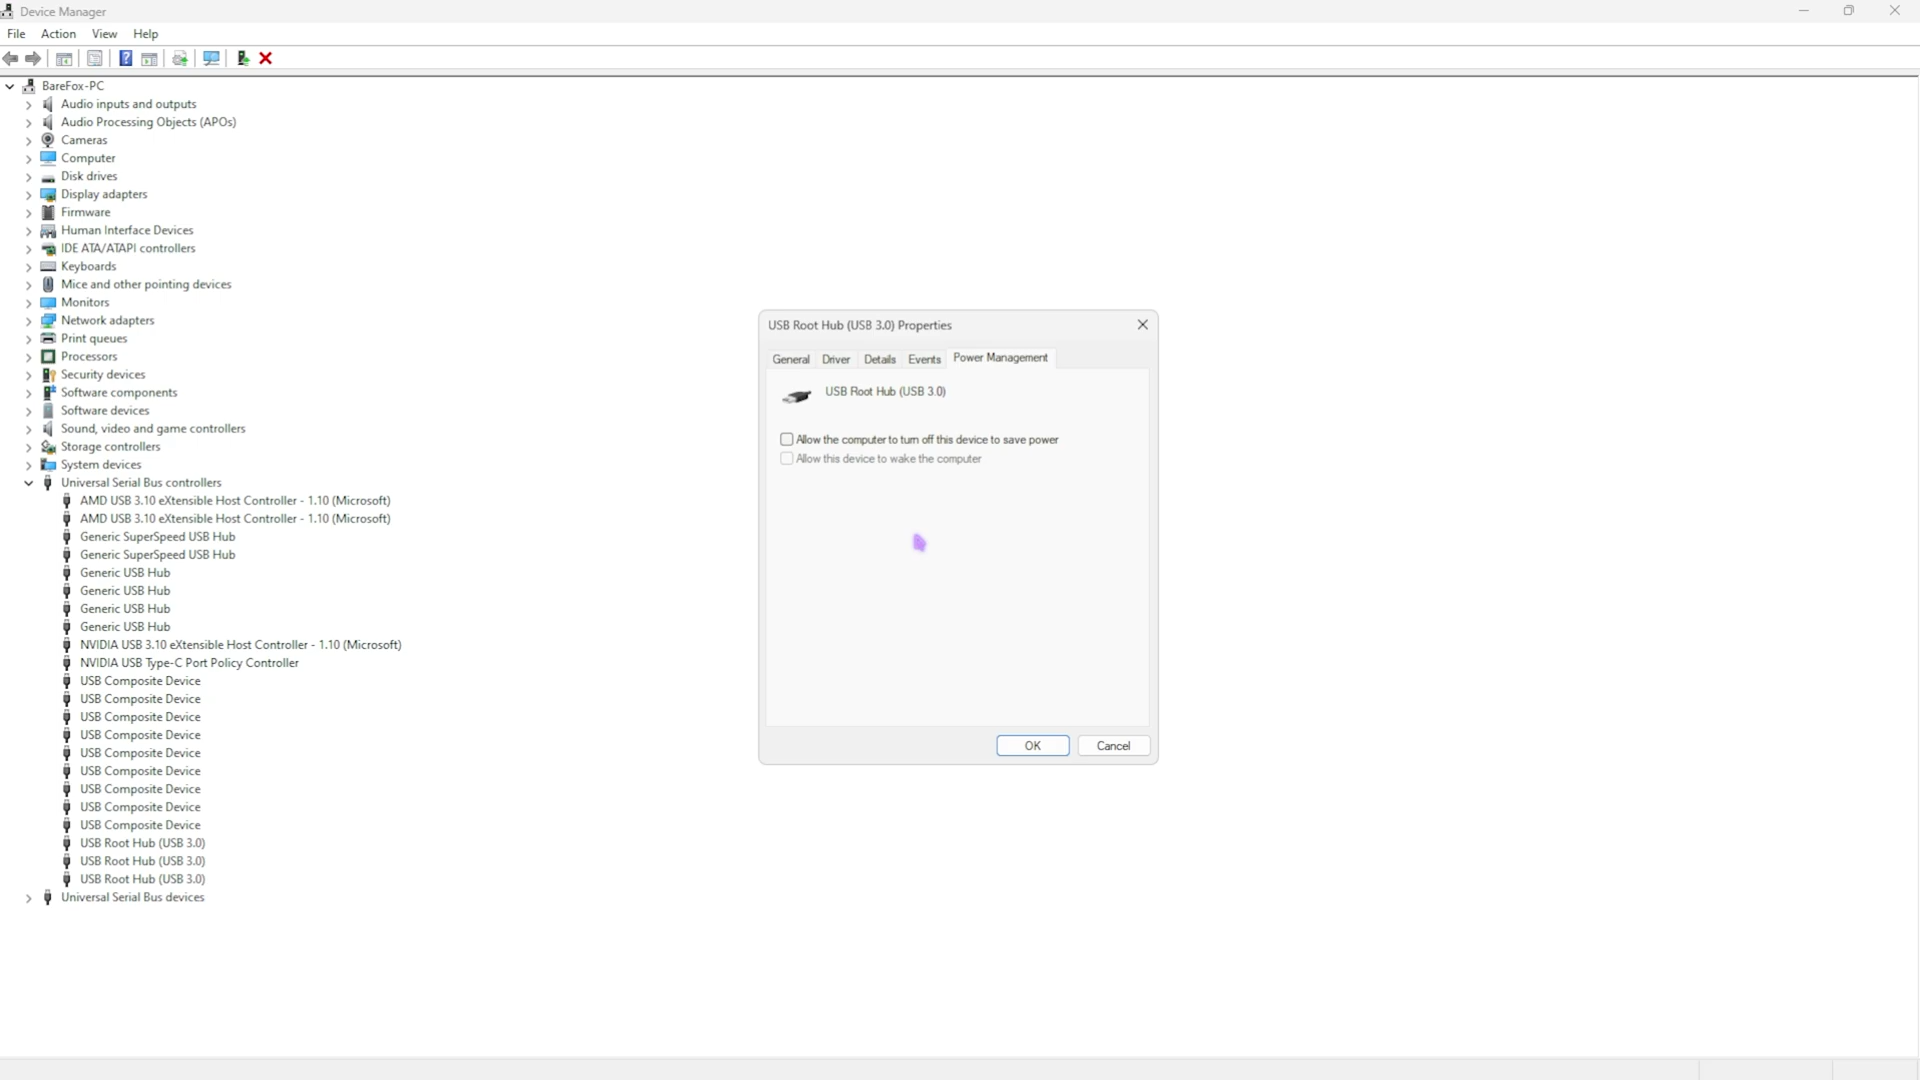 Device Manager
File Action View Help
BareFox-PC
Audio inputs and outputs
Audio Processing Objects (APOs)
Cameras
Computer
Disk drives
Display adapters
Firmware
Human Interface Devices
IDE ATA/ATAPI controllers
Keyboards
Mice and other pointing devices
Monitors
Network adapters
Print queues
Processors
Security devices
Software components
Software devices
Sound, video and game controllers
Storage controllers
System devices
Universal Serial Bus controllers
AMD USB 3.10 eXtensible Host Controller - 1.10 (Microsoft)
AMD USB 3.10 eXtensible Host Controller - 1.10 (Microsoft)
Generic SuperSpeed USB Hub
Generic SuperSpeed USB Hub
Generic USB Hub
Generic USB Hub
Generic USB Hub
Generic USB Hub
NVIDIA USB 3.10 eXtensible Host Controller - 1.10 (Microsoft)
NVIDIA USB Type-C Port Policy Controller
USB Composite Device
USB Composite Device
USB Composite Device
USB Composite Device
USB Composite Device
USB Composite Device
USB Composite Device
USB Composite Device
USB Composite Device
USB Root Hub (USB 3.0)
USB Root Hub (USB 3.0)
USB Root Hub (USB 3.0)
Universal Serial Bus devices
USB Root Hub (USB 3.0) Properties
General Driver Details Events Power Management
USB Root Hub (USB 3.0)
Allow the computer to turn off this device to save power
Allow this device to wake the computer
OK Cancel